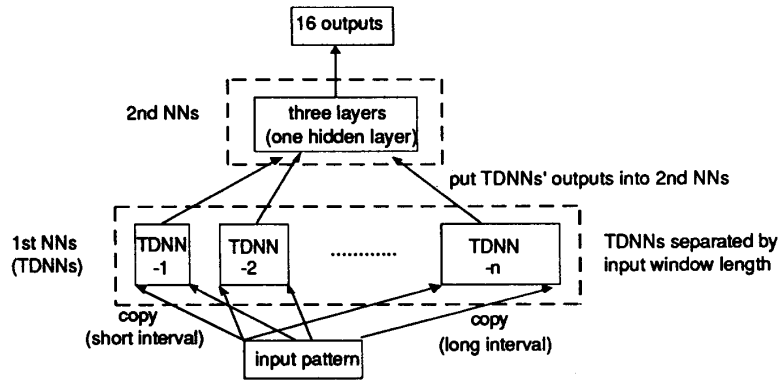 16 outputs
2nd NNs
three layers
(one hidden layer)
put TDNNs' outputs into 2nd NNs
1st NNs
(TDNNs)
TDNN
-1
TDNN
-2
............
TDNN
-n
TDNNs separated by
input window length
copy
(short interval)
copy
(long interval)
input pattern